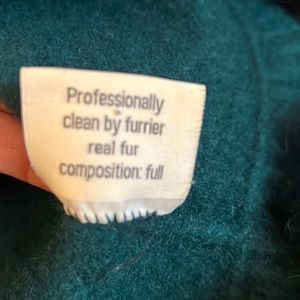 Professionally
clean by furrier
real fur
composition: full